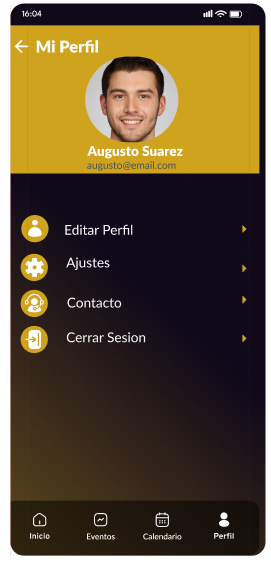 16:04
Mi Perfil
Augusto Suarez
augusto@email.com
Editar Perfil
Ajustes
Contacto
Cerrar Sesion
Inicio Eventos Calendario Perfil